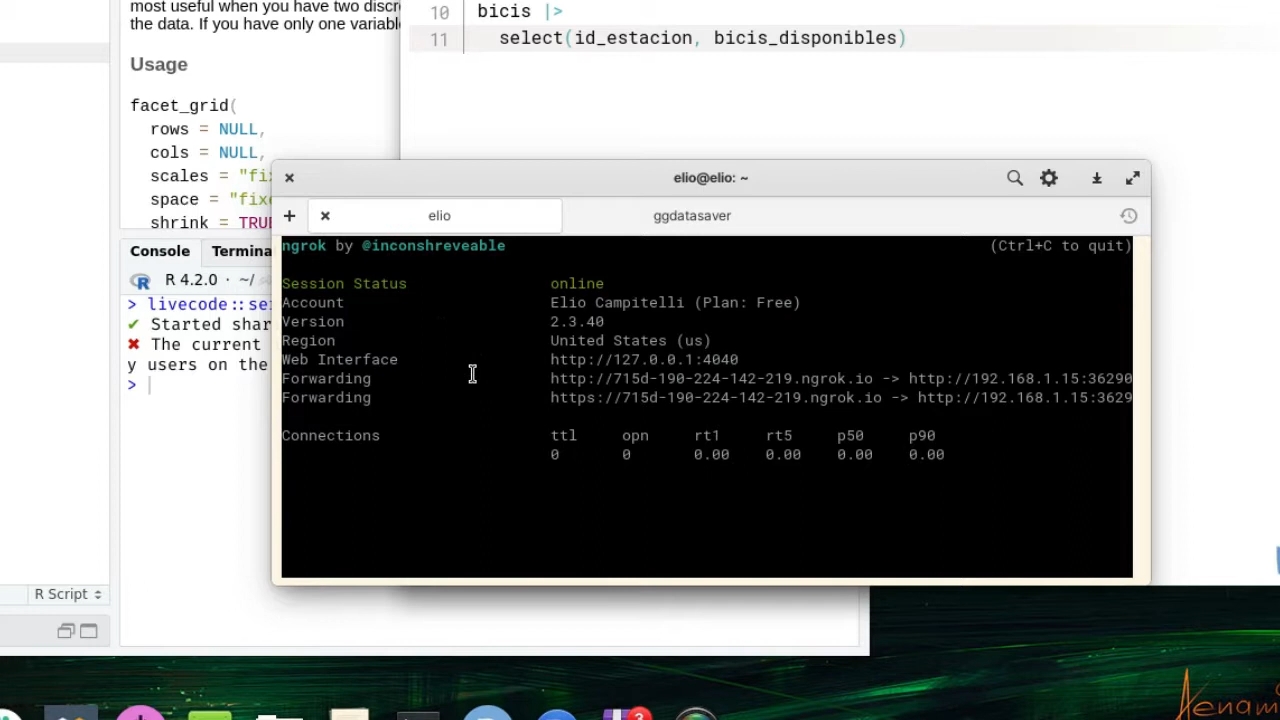 most useful when you have two discre
the data. If you have only one variabl
Usage
facet_grid(
rows = NULL,
cols = NULL,
scales = "fix
space = "fixe
shrink = TRUE
10 bicis |>
11 select(id_estacion, bicis_disponibles)
Console Termina
R 4.2.0 · ~/
> livecode::se
✔ Started shar
✖ The current
y users on the
>
R Script
elio@elio: ~
elio ggdatasaver
ngrok by @inconshreveable (Ctrl+C to quit)
Session Status online
Account Elio Campitelli (Plan: Free)
Version 2.3.40
Region United States (us)
Web Interface http://127.0.0.1:4040
Forwarding http://715d-190-224-142-219.ngrok.io -> http://192.168.1.15:36290
Forwarding https://715d-190-224-142-219.ngrok.io -> http://192.168.1.15:3629
Connections ttl opn rt1 rt5 p50 p90
0 0 0.00 0.00 0.00 0.00
3